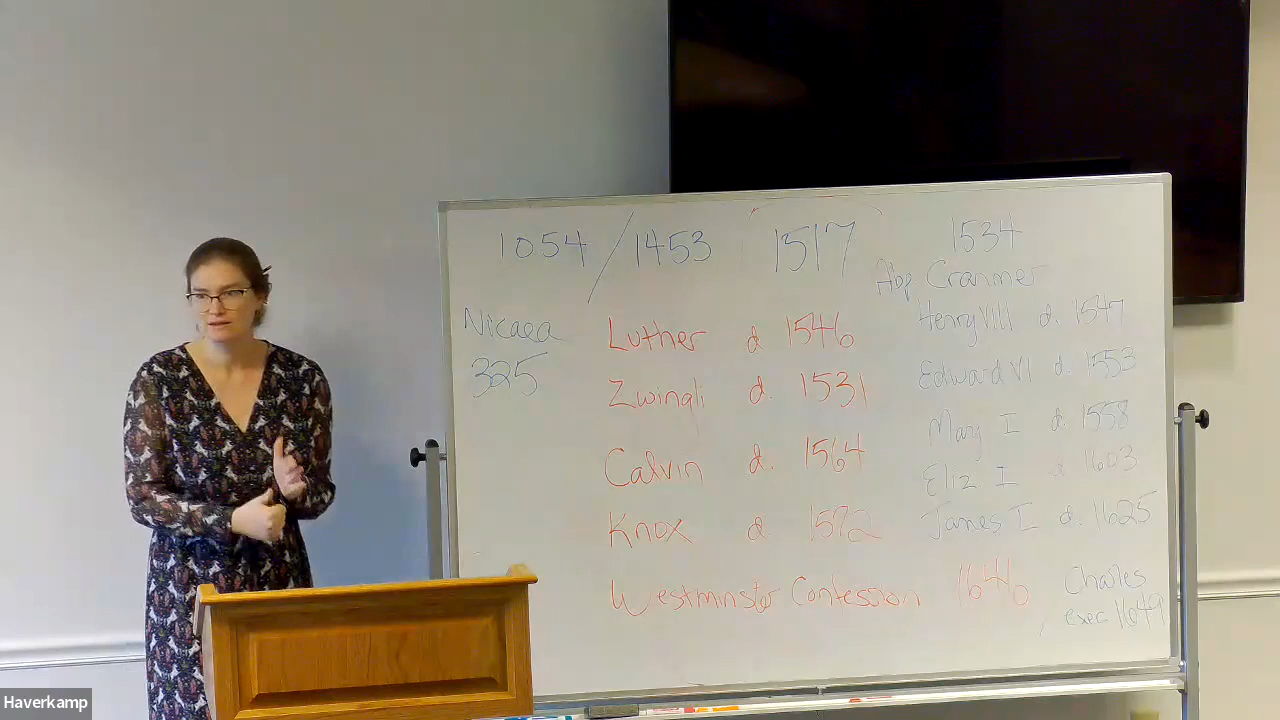 1054 / 1453 1517 1534
Abp Cranmer
Nicaea
325
Luther d 1546
Zwingli d. 1531
Calvin d. 1564
Knox d 1572
Westminster Confession 1646
Henry VIII d. 1547
Edward VI d. 1553
Mary I d. 1558
Eliz I d 1603
James I d. 1625
Charles
exec 1649
Haverkamp